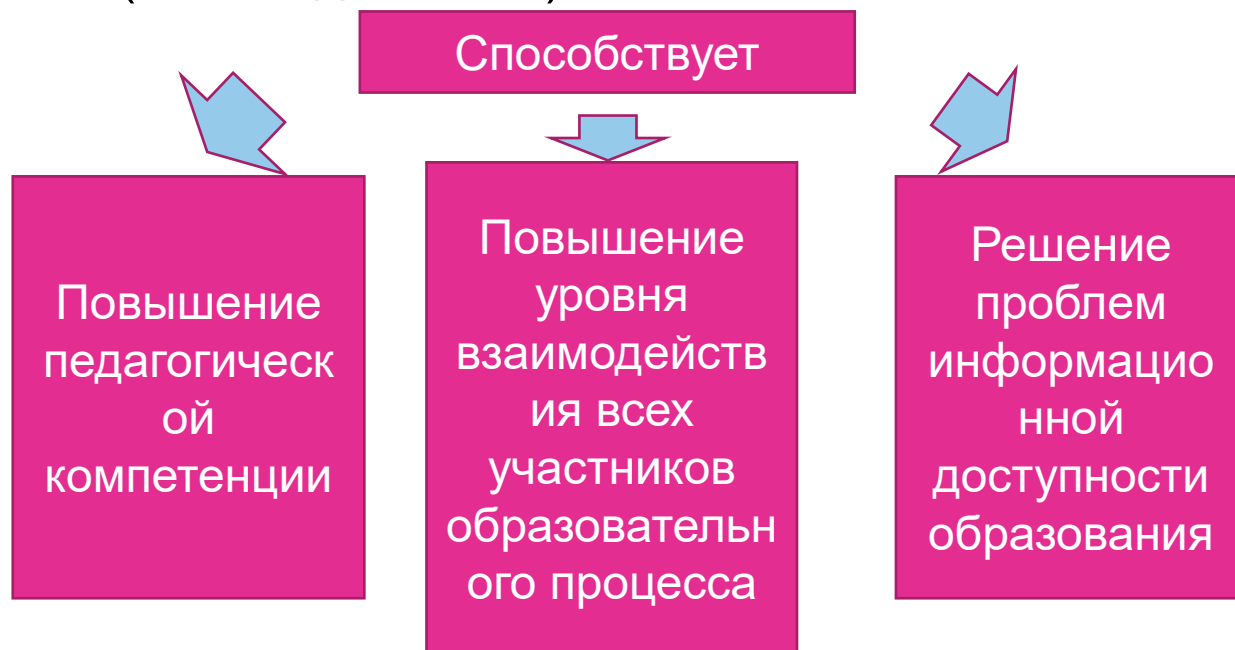 Способствует
Повышение
педагогическ
ой
компетенции
Повышение
уровня
взаимодейств
ия всех
участников
образовательн
ого процесса
Решение
проблем
информацио
нной
доступности
образования